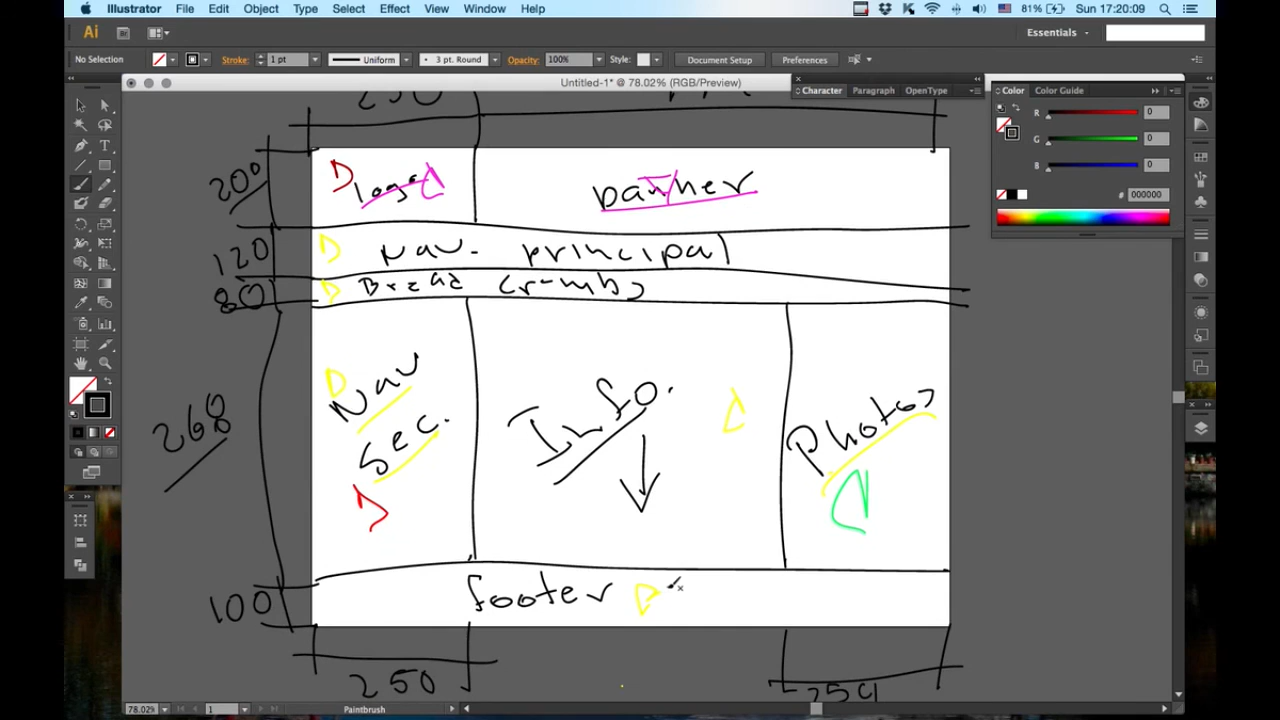 Illustrator File Edit Object Type Select Effect View Window Help 81% Sun 17:20:09
Ai Essentials
No Selection Stroke: 1 pt Uniform 3 pt. Round Opacity: 100% Style: Document Setup Preferences
Untitled-1* @ 78.02% (RGB/Preview)
Character Paragraph OpenType
Color Color Guide
R 0
G 0
B 0
# 000000
250
200 logo banner
120 Nav. principal
80 Bread crumbs
268
Nav
Sec.
Info.
Photos
100 footer
250
78.02% 1 Paintbrush